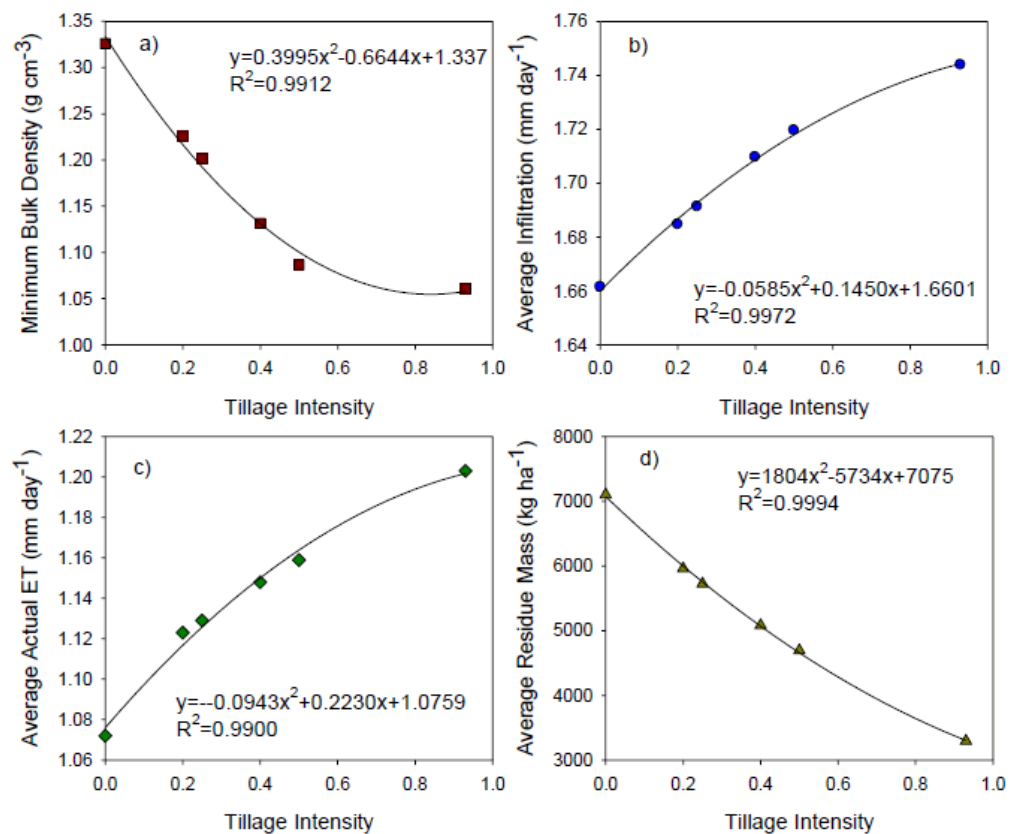 a)
y=0.3995x²-0.6644x+1.337
R²=0.9912
Minimum Bulk Density (g cm⁻³)
1.35
1.30
1.25
1.20
1.15
1.10
1.05
1.00
0.0 0.2 0.4 0.6 0.8 1.0
Tillage Intensity
b)
y=-0.0585x²+0.1450x+1.6601
R²=0.9972
Average Infiltration (mm day⁻¹)
1.76
1.74
1.72
1.70
1.68
1.66
1.64
0.0 0.2 0.4 0.6 0.8 1.0
Tillage Intensity
c)
y=--0.0943x²+0.2230x+1.0759
R²=0.9900
Average Actual ET (mm day⁻¹)
1.22
1.20
1.18
1.16
1.14
1.12
1.10
1.08
1.06
0.0 0.2 0.4 0.6 0.8 1.0
Tillage Intensity
d)
y=1804x²-5734x+7075
R²=0.9994
Average Residue Mass (kg ha⁻¹)
8000
7000
6000
5000
4000
3000
0.0 0.2 0.4 0.6 0.8 1.0
Tillage Intensity